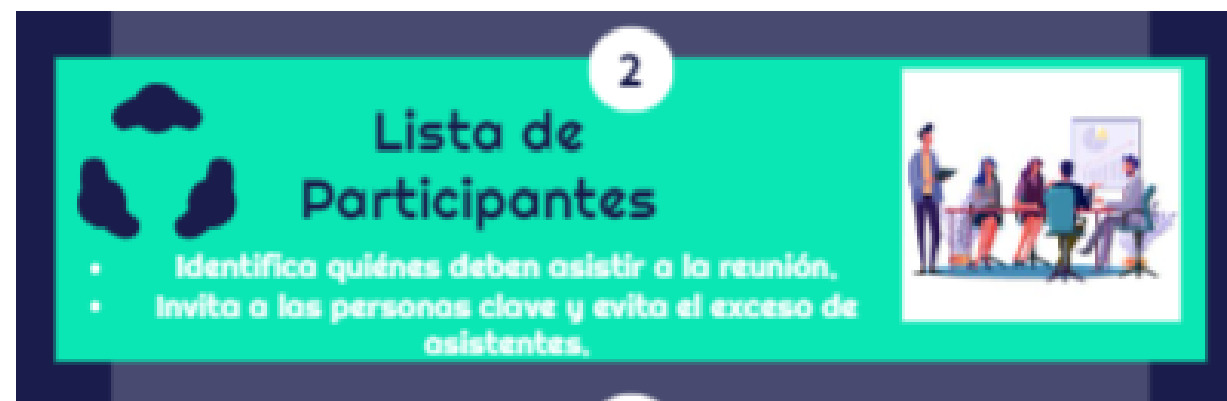 2
Lista de
Participantes
• Identifica quiénes deben asistir a la reunión.
• Invita a las personas clave y evita el exceso de
asistentes.